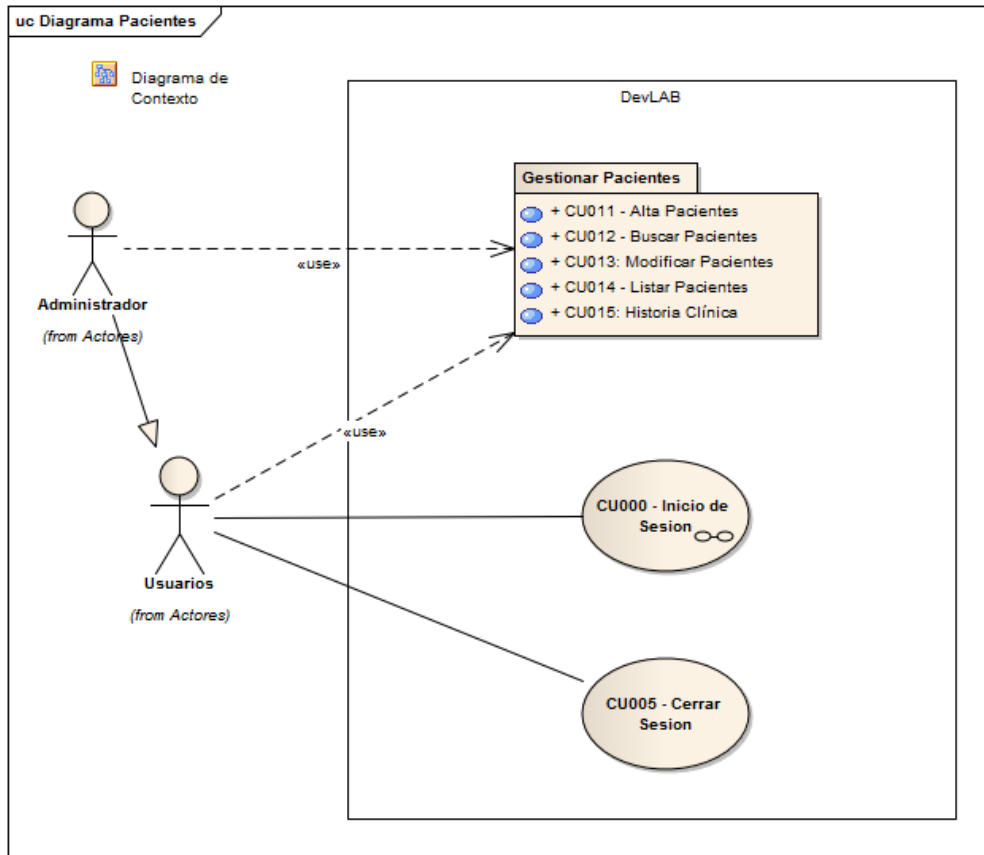 uc Diagrama Pacientes
Diagrama de
Contexto
DevLAB
Gestionar Pacientes
+ CU011 - Alta Pacientes
+ CU012 - Buscar Pacientes
+ CU013: Modificar Pacientes
+ CU014 - Listar Pacientes
+ CU015: Historia Clínica
«use»
Administrador
(from Actores)
«use»
CU000 - Inicio de
Sesion
Usuarios
(from Actores)
CU005 - Cerrar
Sesion